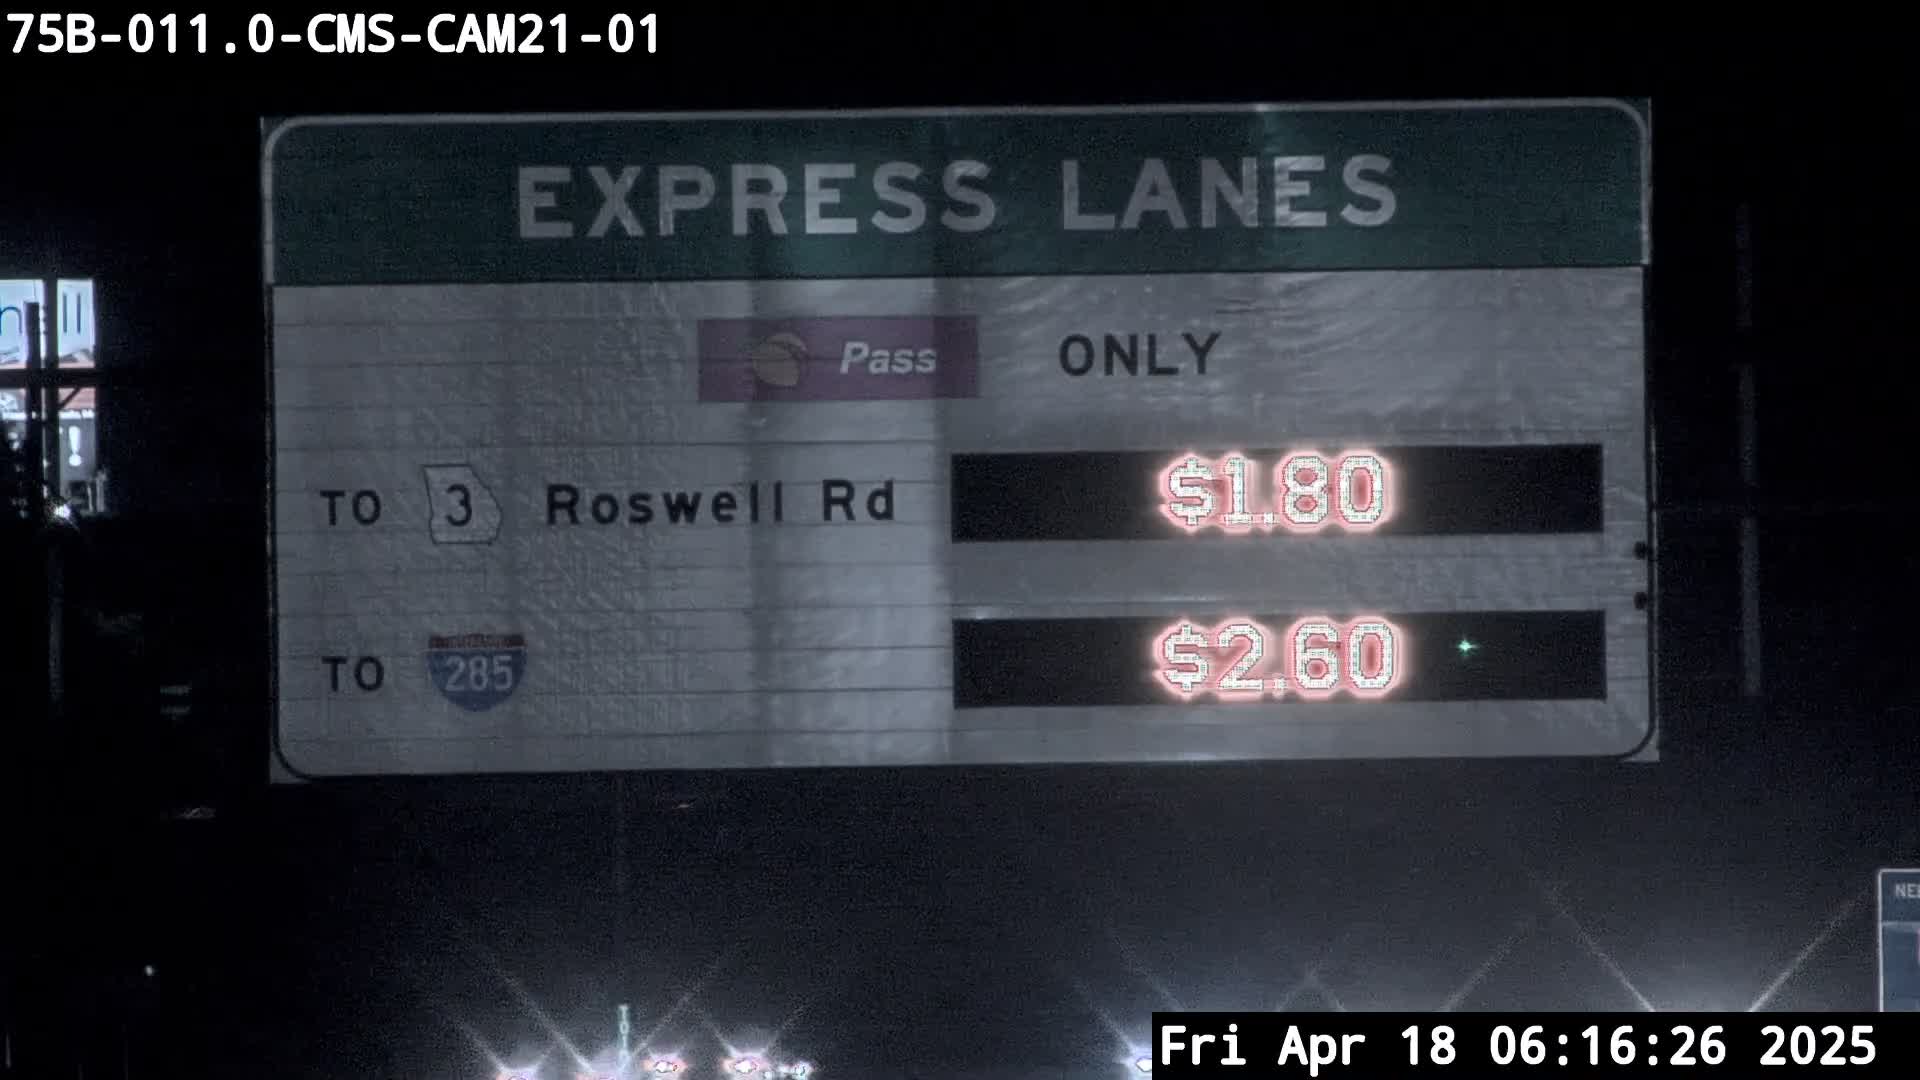 75B-011.0-CMS-CAM21-01
EXPRESS LANES
Pass ONLY
TO 3 Roswell Rd $1.80
TO 285 $2.60
Fri Apr 18 06:16:26 2025